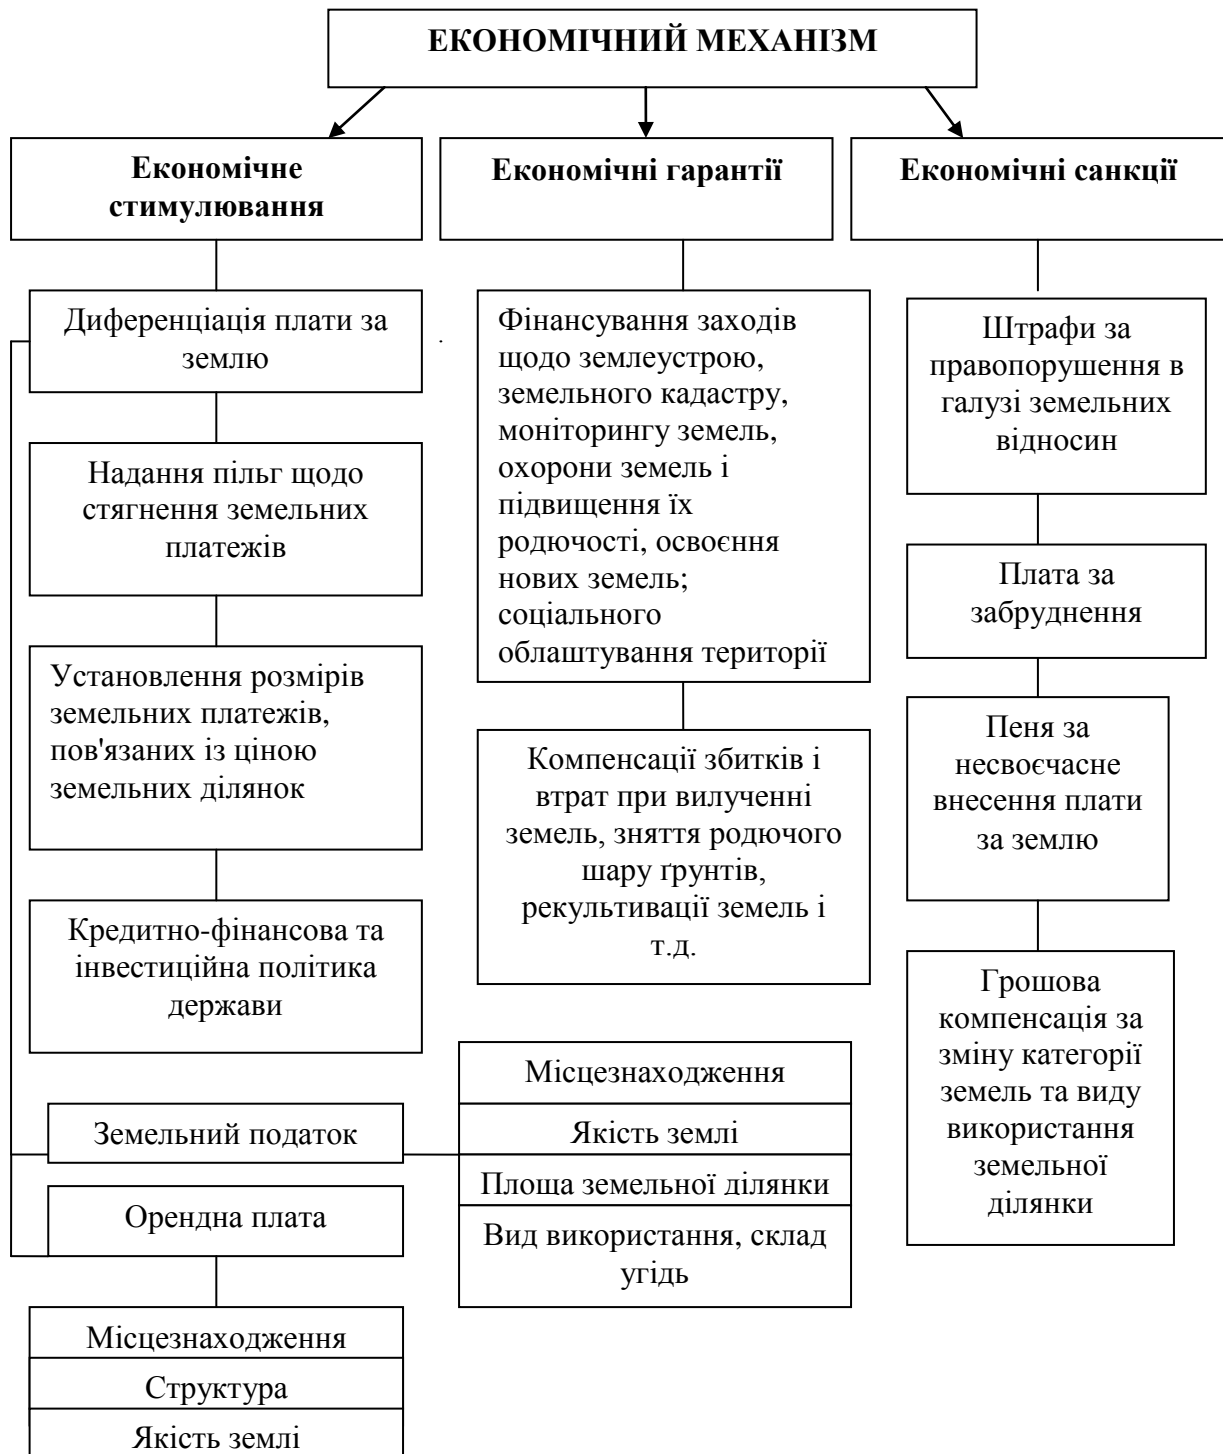 ЕКОНОМІЧНИЙ МЕХАНІЗМ
Економічне
стимулювання
Економічні гарантії
Економічні санкції
Диференціація плати за
землю
Надання пільг щодо
стягнення земельних
платежів
Установлення розмірів
земельних платежів,
пов'язаних із ціною
земельних ділянок
Кредитно-фінансова та
інвестиційна політика
держави
Фінансування заходів
щодо землеустрою,
земельного кадастру,
моніторингу земель,
охорони земель і
підвищення їх
родючості, освоєння
нових земель;
соціального
облаштування території
Компенсації збитків і
втрат при вилученні
земель, зняття родючого
шару ґрунтів,
рекультивації земель і
т.д.
Штрафи за
правопорушення в
галузі земельних
відносин
Плата за
забруднення
Пеня за
несвоєчасне
внесення плати
за землю
Грошова
компенсація за
зміну категорії
земель та виду
використання
земельної
ділянки
Земельний податок
Місцезнаходження
Якість землі
Площа земельної ділянки
Вид використання, склад
угідь
Орендна плата
Місцезнаходження
Структура
Якість землі